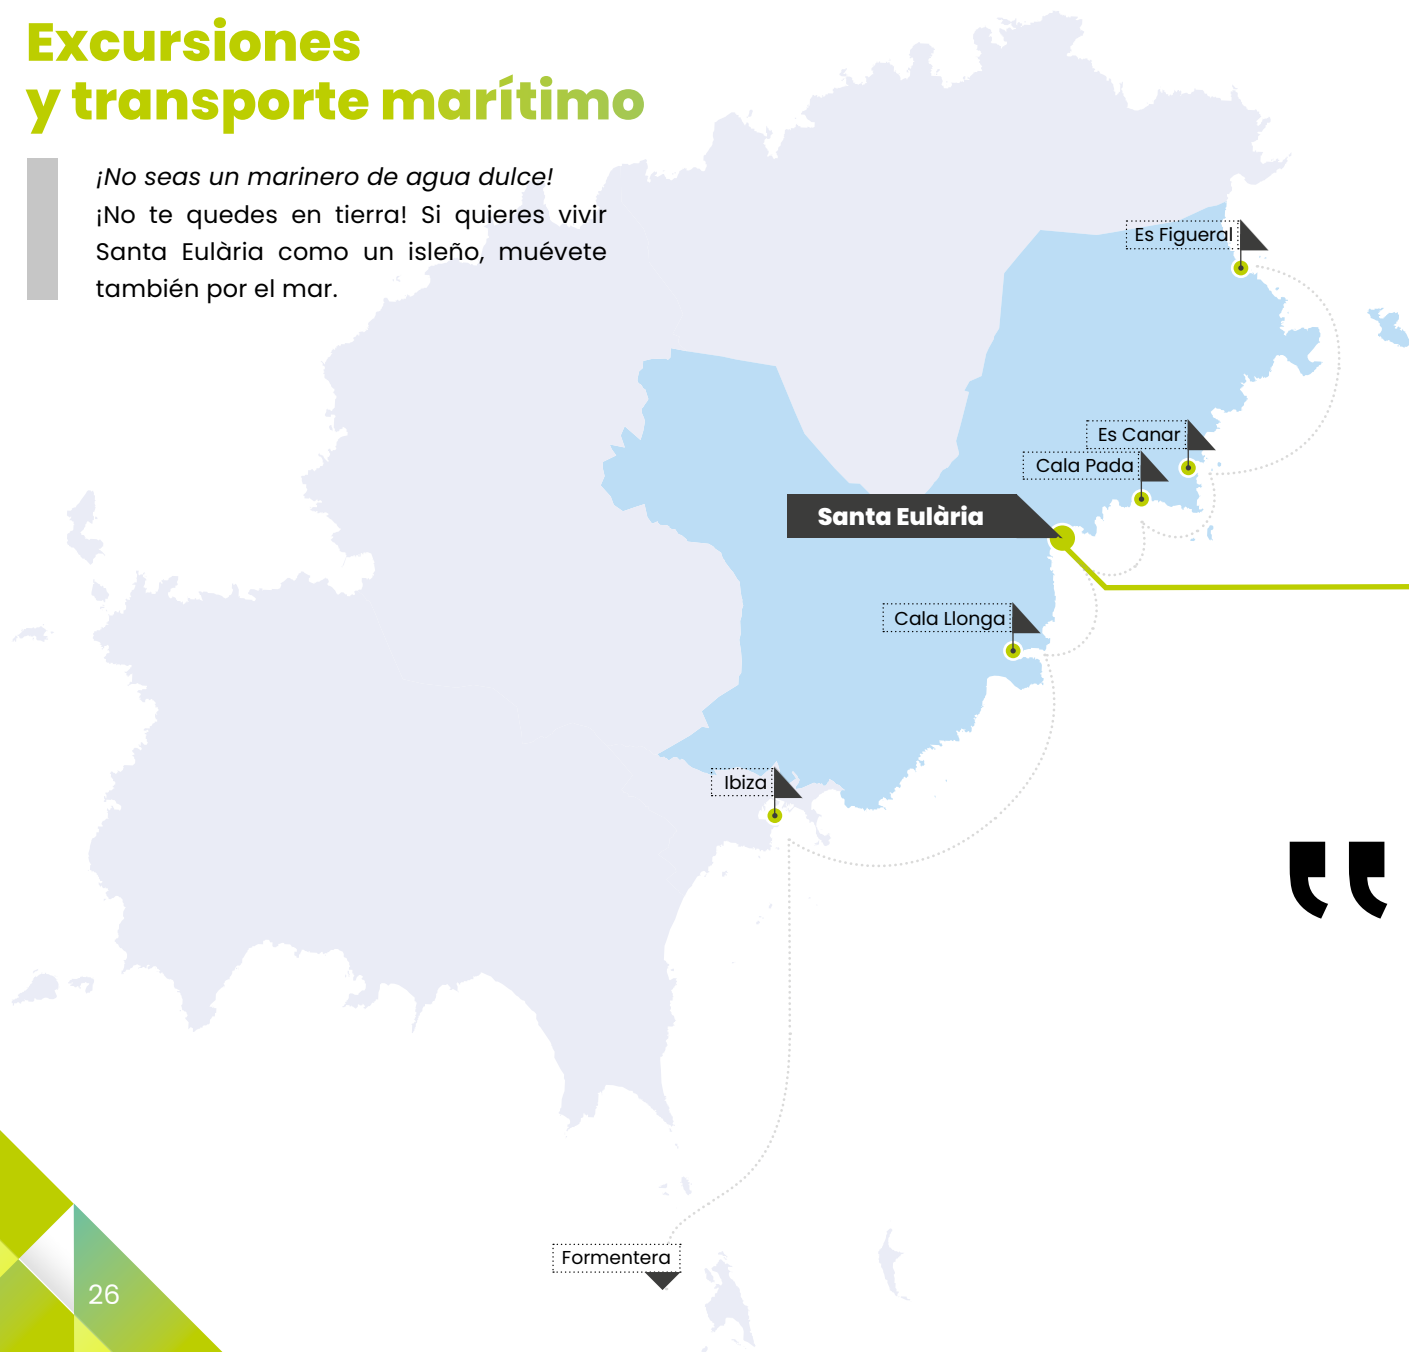 Excursiones
y transporte marítimo
¡No seas un marinero de agua dulce!
¡No te quedes en tierra! Si quieres vivir
Santa Eulària como un isleño, muévete
también por el mar.
Es Figueral
Es Canar
Cala Pada
Santa Eulària
Cala Llonga
Ibiza
Formentera
26